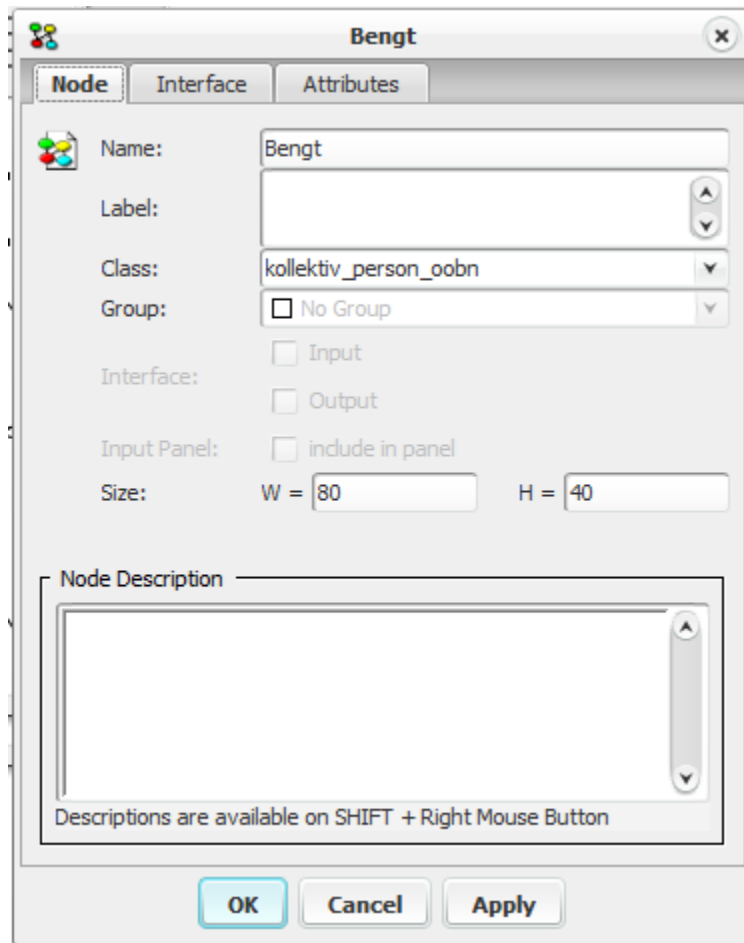 Bengt
Node Interface Attributes
Name: Bengt
Label:
Class: kollektiv_person_oobn
Group: No Group
Interface: Input
Output
Input Panel: include in panel
Size: W = 80 H = 40
Node Description
Descriptions are available on SHIFT + Right Mouse Button
OK Cancel Apply